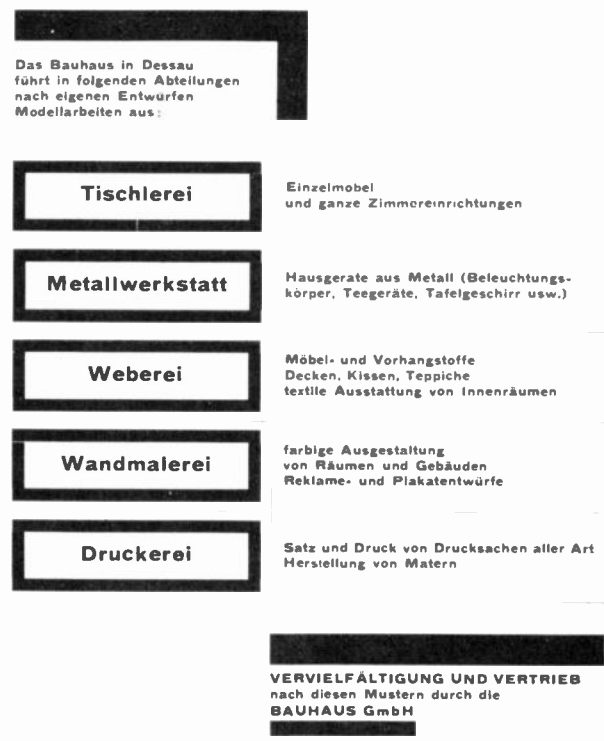 Das Bauhaus in Dessau
führt in folgenden Abteilungen
nach eigenen Entwürfen
Modellarbeiten aus:
Tischlerei
Einzelmobel
und ganze Zimmereinrichtungen
Metallwerkstatt
Hausgerate aus Metall (Beleuchtungs-
körper, Teegeräte, Tafelgeschirr usw.)
Weberei
Möbel- und Vorhangstoffe
Decken, Kissen, Teppiche
textile Ausstattung von Innenräumen
Wandmalerei
farbige Ausgestaltung
von Räumen und Gebäuden
Reklame- und Plakatentwürfe
Druckerei
Satz und Druck von Drucksachen aller Art
Herstellung von Matern
VERVIELFÄLTIGUNG UND VERTRIEB
nach diesen Mustern durch die
BAUHAUS GmbH